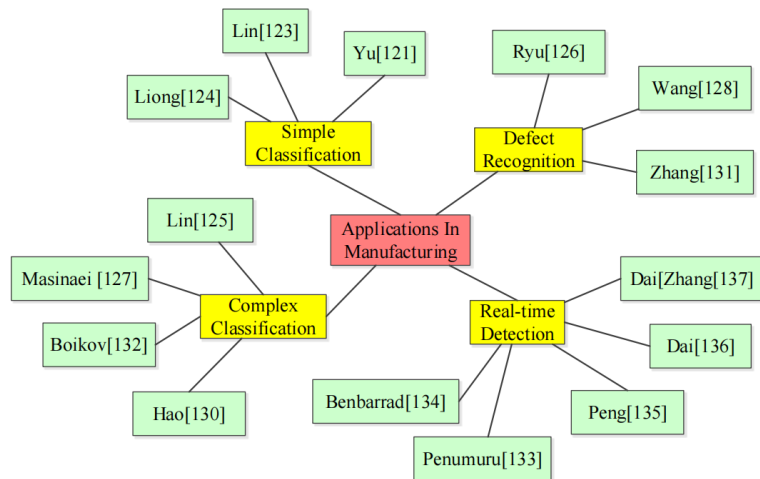 Lin[123]
Yu[121]
Ryu[126]
Liong[124]
Wang[128]
Simple
Classification
Defect
Recognition
Zhang[131]
Lin[125]
Applications In
Manufacturing
Masinaei [127]
Dai[Zhang[137]
Complex
Classification
Real-time
Detection
Boikov[132]
Dai[136]
Benbarrad[134]
Hao[130]
Peng[135]
Penumuru[133]